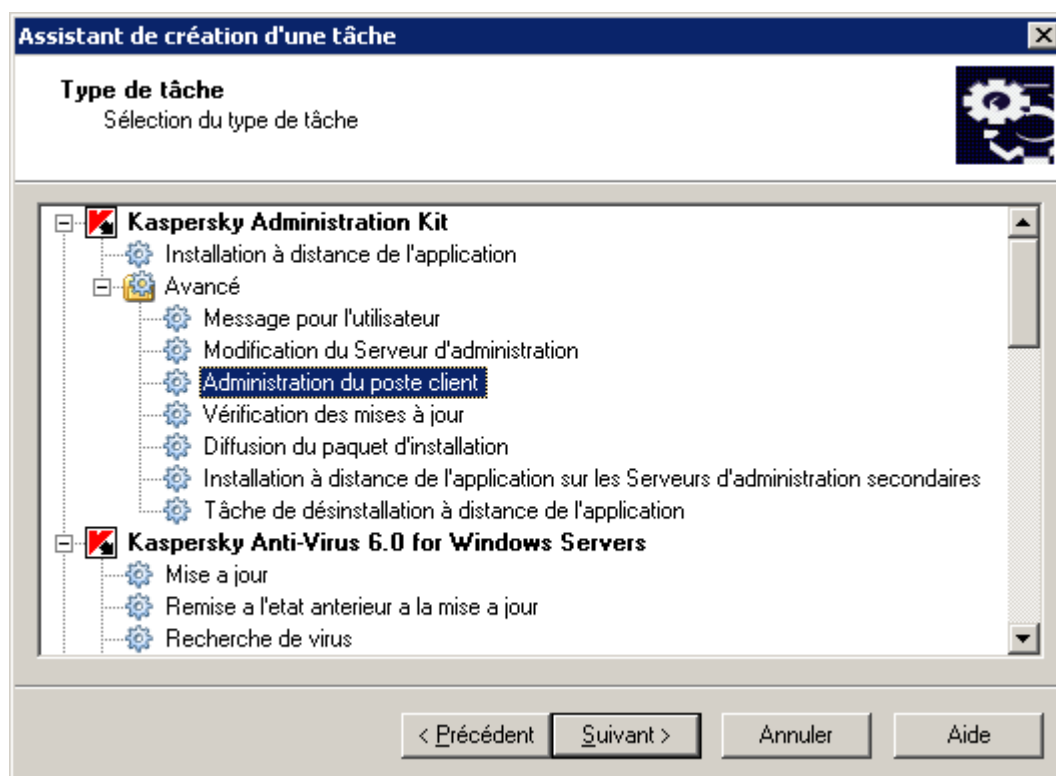 Assistant de création d'une tâche
Type de tâche
Sélection du type de tâche
Kaspersky Administration Kit
Installation à distance de l'application
Avancé
Message pour l'utilisateur
Modification du Serveur d'administration
Administration du poste client
Vérification des mises à jour
Diffusion du paquet d'installation
Installation à distance de l'application sur les Serveurs d'administration secondaires
Tâche de désinstallation à distance de l'application
Kaspersky Anti-Virus 6.0 for Windows Servers
Mise a jour
Remise a l'etat anterieur a la mise a jour
Recherche de virus
< Précédent Suivant > Annuler Aide